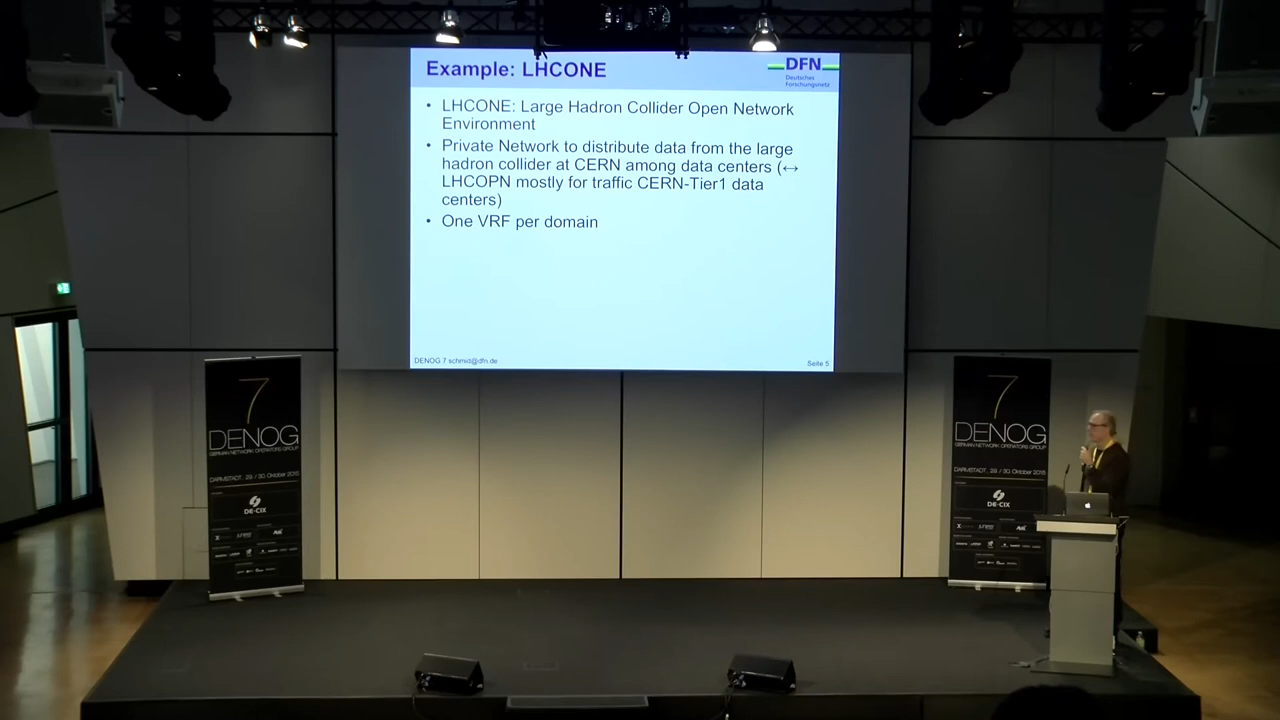 Example: LHCONE
DFN
Deutsches
Forschungsnetz
• LHCONE: Large Hadron Collider Open Network
Environment
• Private Network to distribute data from the large
hadron collider at CERN among data centers (↔
LHCOPN mostly for traffic CERN-Tier1 data
centers)
• One VRF per domain
DENOG 7 schmid@dfn.de
Seite 5
7
DENOG
GERMAN NETWORK OPERATORS GROUP
DARMSTADT, 29. / 30. Oktober 2015
DE-CIX
7
DENOG
GERMAN NETWORK OPERATORS GROUP
DARMSTADT, 29. / 30. Oktober 2015
DE-CIX